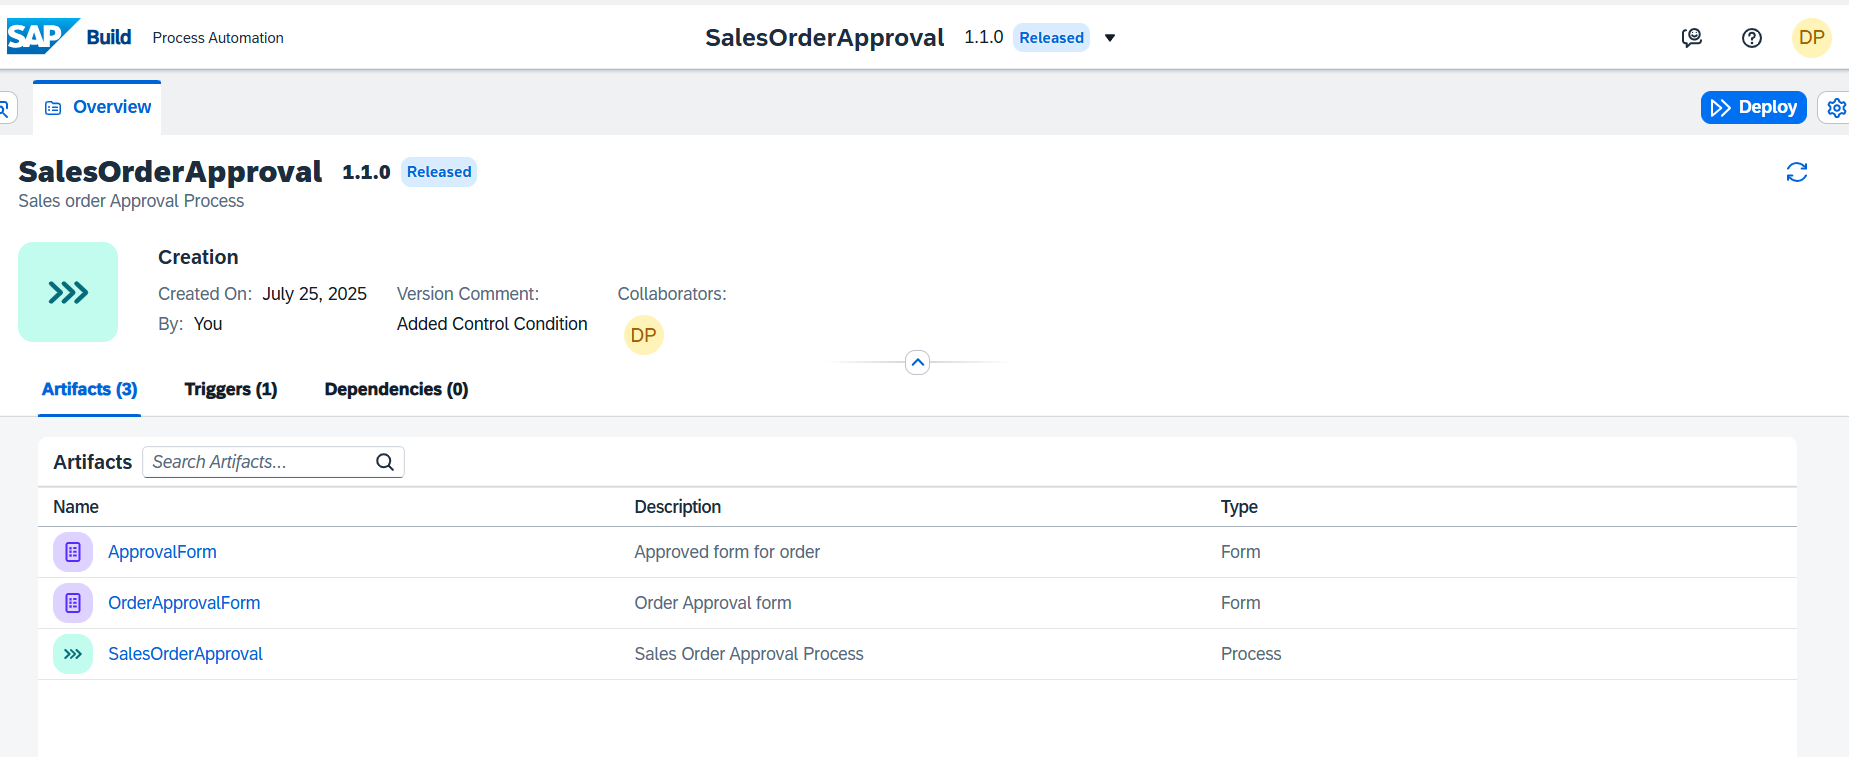 SAP Build Process Automation
SalesOrderApproval 1.1.0 Released
DP
Overview
Deploy
SalesOrderApproval 1.1.0 Released
Sales order Approval Process
Creation
Created On: July 25, 2025 Version Comment: Collaborators:
By: You Added Control Condition DP
Artifacts (3) Triggers (1) Dependencies (0)
Artifacts Search Artifacts...
Name Description Type
ApprovalForm Approved form for order Form
OrderApprovalForm Order Approval form Form
SalesOrderApproval Sales Order Approval Process Process